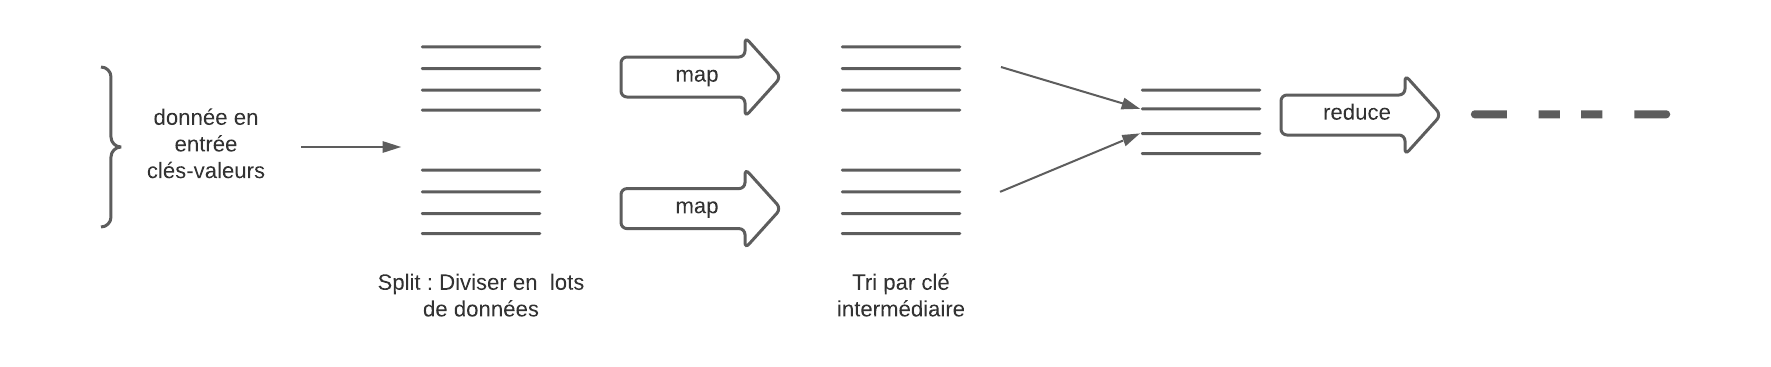 donnée en
entrée
clés-valeurs
Split : Diviser en  lots
de données
map
map
Tri par clé
intermédiaire
reduce